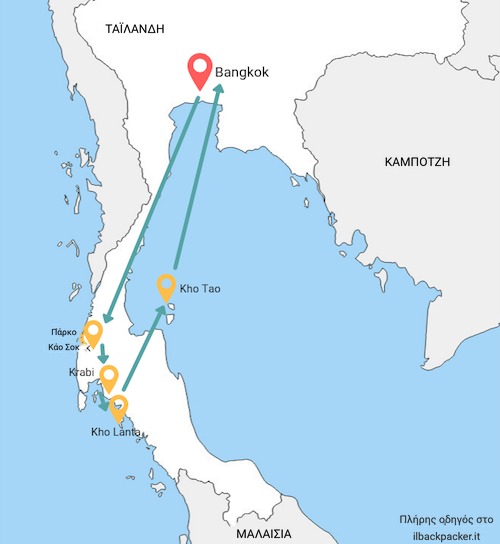 ΤΑΪΛΑΝΔΗ
Bangkok
ΚΑΜΠΟΤΖΗ
Kho Tao
Πάρκο
Κάο Σοκ
Krabi
Kho Lanta
Πλήρης οδηγός στο
ilbackpacker.it
ΜΑΛΑΙΣΙΑ